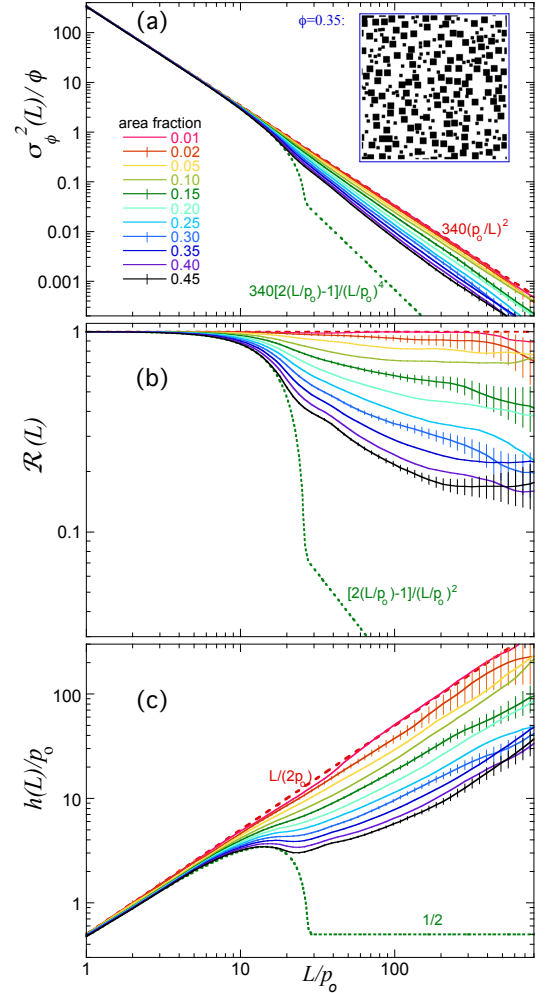 (a)
ϕ=0.35:
100
10
1
0.1
0.01
0.001
σ_ϕ^2(L)/ ϕ
area fraction
0.01
0.02
0.05
0.10
0.15
0.20
0.25
0.30
0.35
0.40
0.45
340(p_o/L)^2
340[2(L/p_o)-1]/(L/p_o)^4
(b)
1
0.1
ℛ(L)
[2(L/p_o)-1]/(L/p_o)^2
(c)
100
10
1
h(L)/p_o
L/(2p_o)
1/2
1
10
100
L/p_o